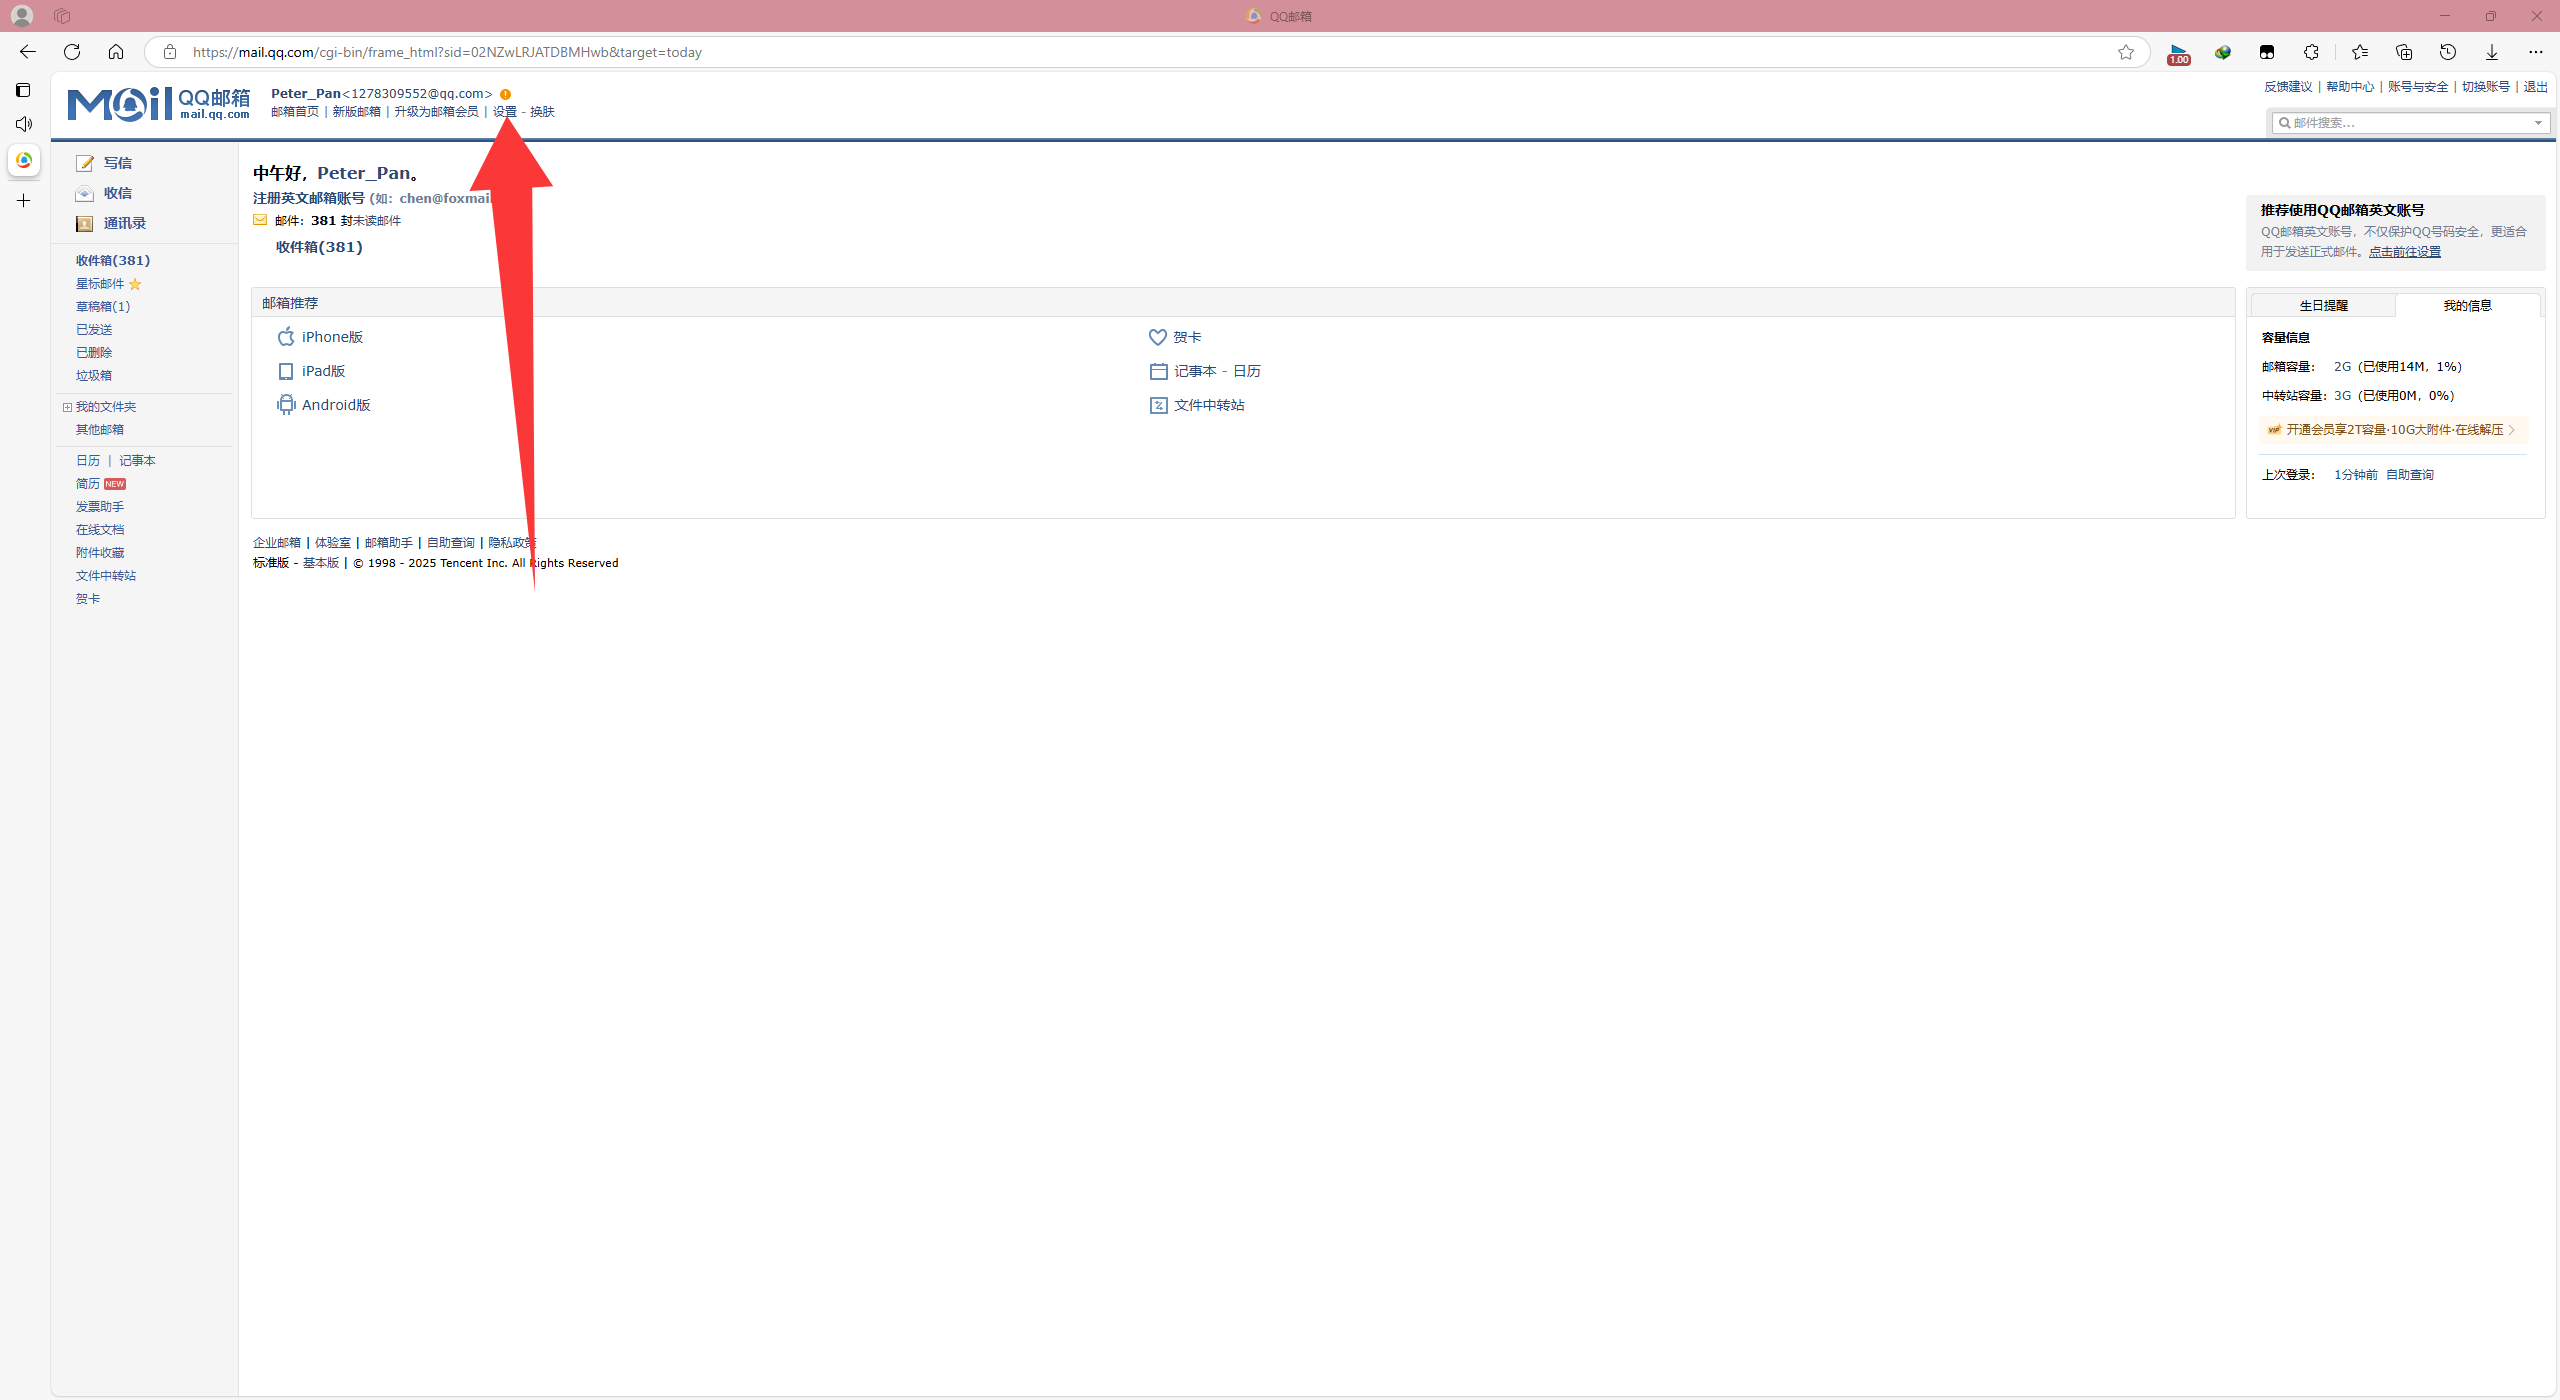 QQ邮箱
https://mail.qq.com/cgi-bin/frame_html?sid=02NZwLRJATDBMHwb&target=today
1.00
Mail QQ邮箱
mail.qq.com
Peter_Pan<1278309552@qq.com>
邮箱首页 | 新版邮箱 | 升级为邮箱会员 | 设置 - 换肤
反馈建议 | 帮助中心 | 账号与安全 | 切换账号 | 退出
邮件搜索...
写信
收信
通讯录
收件箱(381)
星标邮件
草稿箱(1)
已发送
已删除
垃圾箱
我的文件夹
其他邮箱
日历 | 记事本
简历 NEW
发票助手
在线文档
附件收藏
文件中转站
贺卡
中午好，Peter_Pan。
注册英文邮箱账号 (如：chen@foxmail
邮件：381 封未读邮件
收件箱(381)
邮箱推荐
iPhone版
贺卡
iPad版
记事本 - 日历
Android版
文件中转站
推荐使用QQ邮箱英文账号
QQ邮箱英文账号，不仅保护QQ号码安全，更适合
用于发送正式邮件。点击前往设置
生日提醒
我的信息
容量信息
邮箱容量： 2G（已使用14M，1%）
中转站容量：3G（已使用0M，0%）
VIP 开通会员享2T容量·10G大附件·在线解压
上次登录： 1分钟前 自助查询
企业邮箱 | 体验室 | 邮箱助手 | 自助查询 | 隐私政策
标准版 - 基本版 | © 1998 - 2025 Tencent Inc. All Rights Reserved